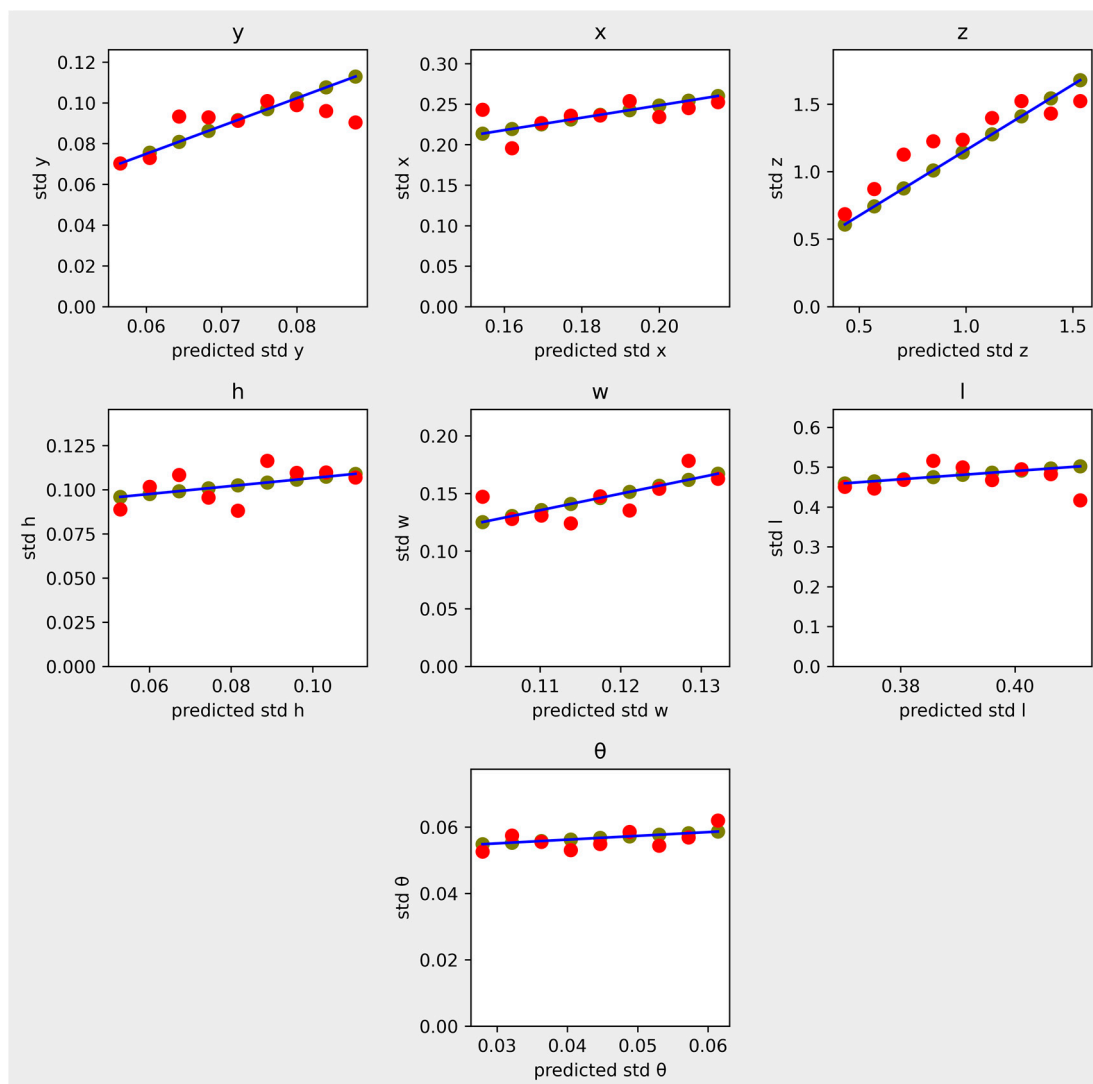 y
0.12
0.10
0.08
0.06
0.04
0.02
0.00
std y
0.06 0.07 0.08
predicted std y
x
0.30
0.25
0.20
0.15
0.10
0.05
0.00
std x
0.16 0.18 0.20
predicted std x
z
1.5
1.0
0.5
0.0
std z
0.5 1.0 1.5
predicted std z
h
0.125
0.100
0.075
0.050
0.025
0.000
std h
0.06 0.08 0.10
predicted std h
w
0.20
0.15
0.10
0.05
0.00
std w
0.11 0.12 0.13
predicted std w
l
0.6
0.5
0.4
0.3
0.2
0.1
0.0
std l
0.38 0.40
predicted std l
θ
0.06
0.04
0.02
0.00
std θ
0.03 0.04 0.05 0.06
predicted std θ